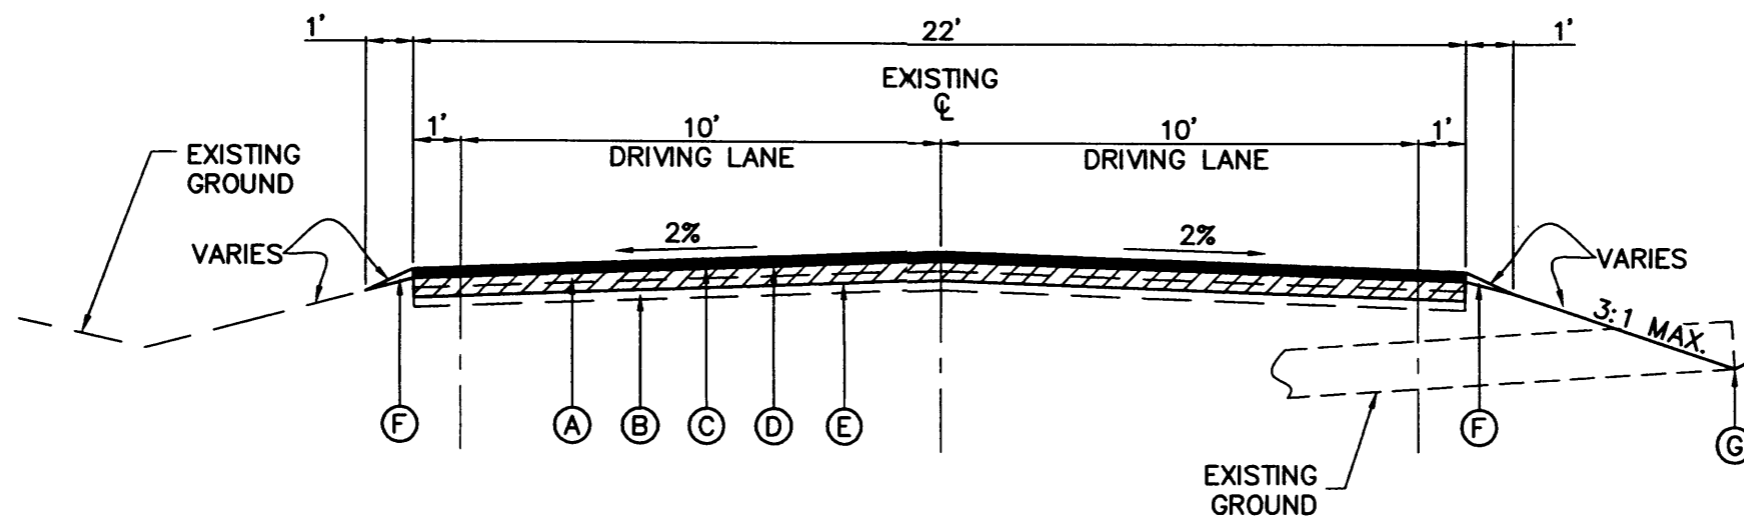 1' 22' 1'
EXISTING
℄
1' 10' 10' 1'
DRIVING LANE DRIVING LANE
EXISTING
GROUND
VARIES 2% 2% VARIES
3:1 MAX.
F A B C D E F G
EXISTING
GROUND